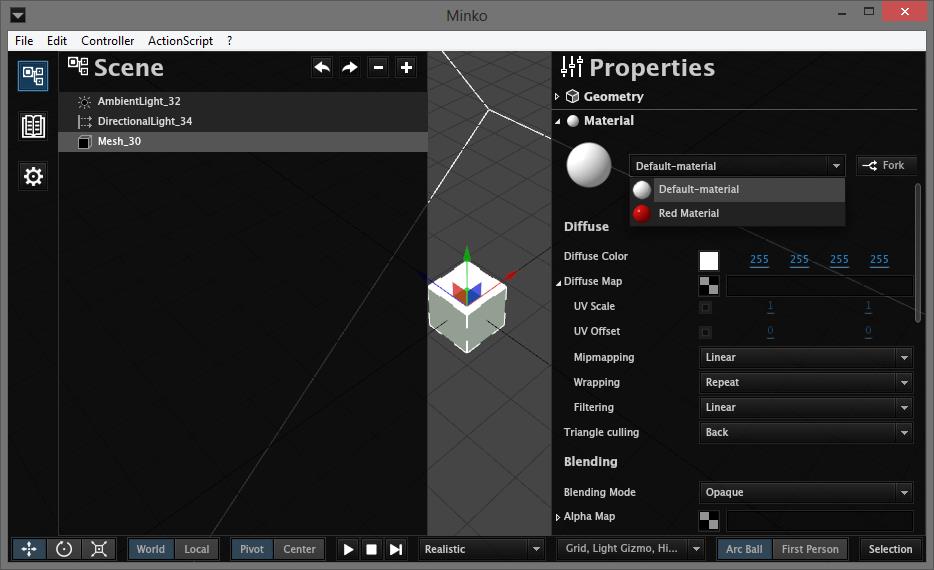 Minko
File Edit Controller ActionScript ?
Scene
AmbientLight_32
DirectionalLight_34
Mesh_30
Properties
Geometry
Material
Default-material
Fork
Default-material
Red Material
Diffuse
Diffuse Color 255 255 255 255
Diffuse Map
UV Scale 1 1
UV Offset 0 0
Mipmapping Linear
Wrapping Repeat
Filtering Linear
Triangle culling Back
Blending
Blending Mode Opaque
Alpha Map
World Local Pivot Center Realistic Grid, Light Gizmo, Hi... Arc Ball First Person Selection